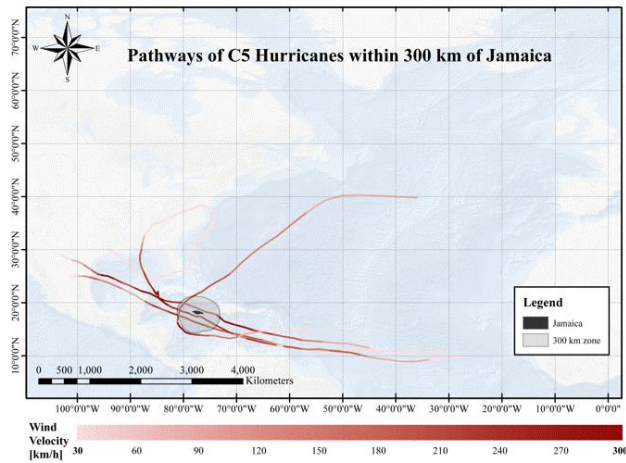 N
W E
S
Pathways of C5 Hurricanes within 300 km of Jamaica
70°0'0"N
60°0'0"N
50°0'0"N
40°0'0"N
30°0'0"N
20°0'0"N
10°0'0"N
Legend
Jamaica
300 km zone
0 500 1,000 2,000 3,000 4,000
Kilometers
100°0'0"W 90°0'0"W 80°0'0"W 70°0'0"W 60°0'0"W 50°0'0"W 40°0'0"W 30°0'0"W 20°0'0"W 10°0'0"W 0°0'0"
Wind
Velocity
[km/h] 30 60 90 120 150 180 210 240 270 300